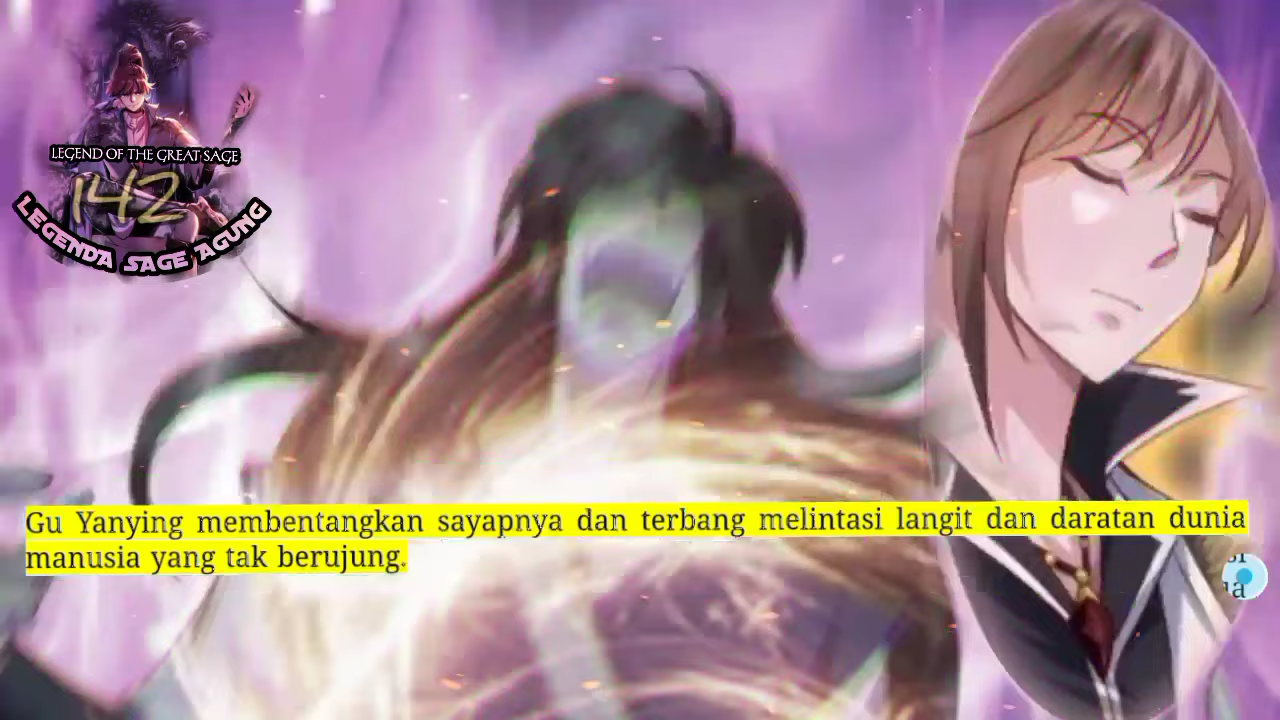 LEGEND OF THE GREAT SAGE
142
LEGENDA SAGE AGUNG
Gu Yanying membentangkan sayapnya dan terbang melintasi langit dan daratan dunia
manusia yang tak berujung.